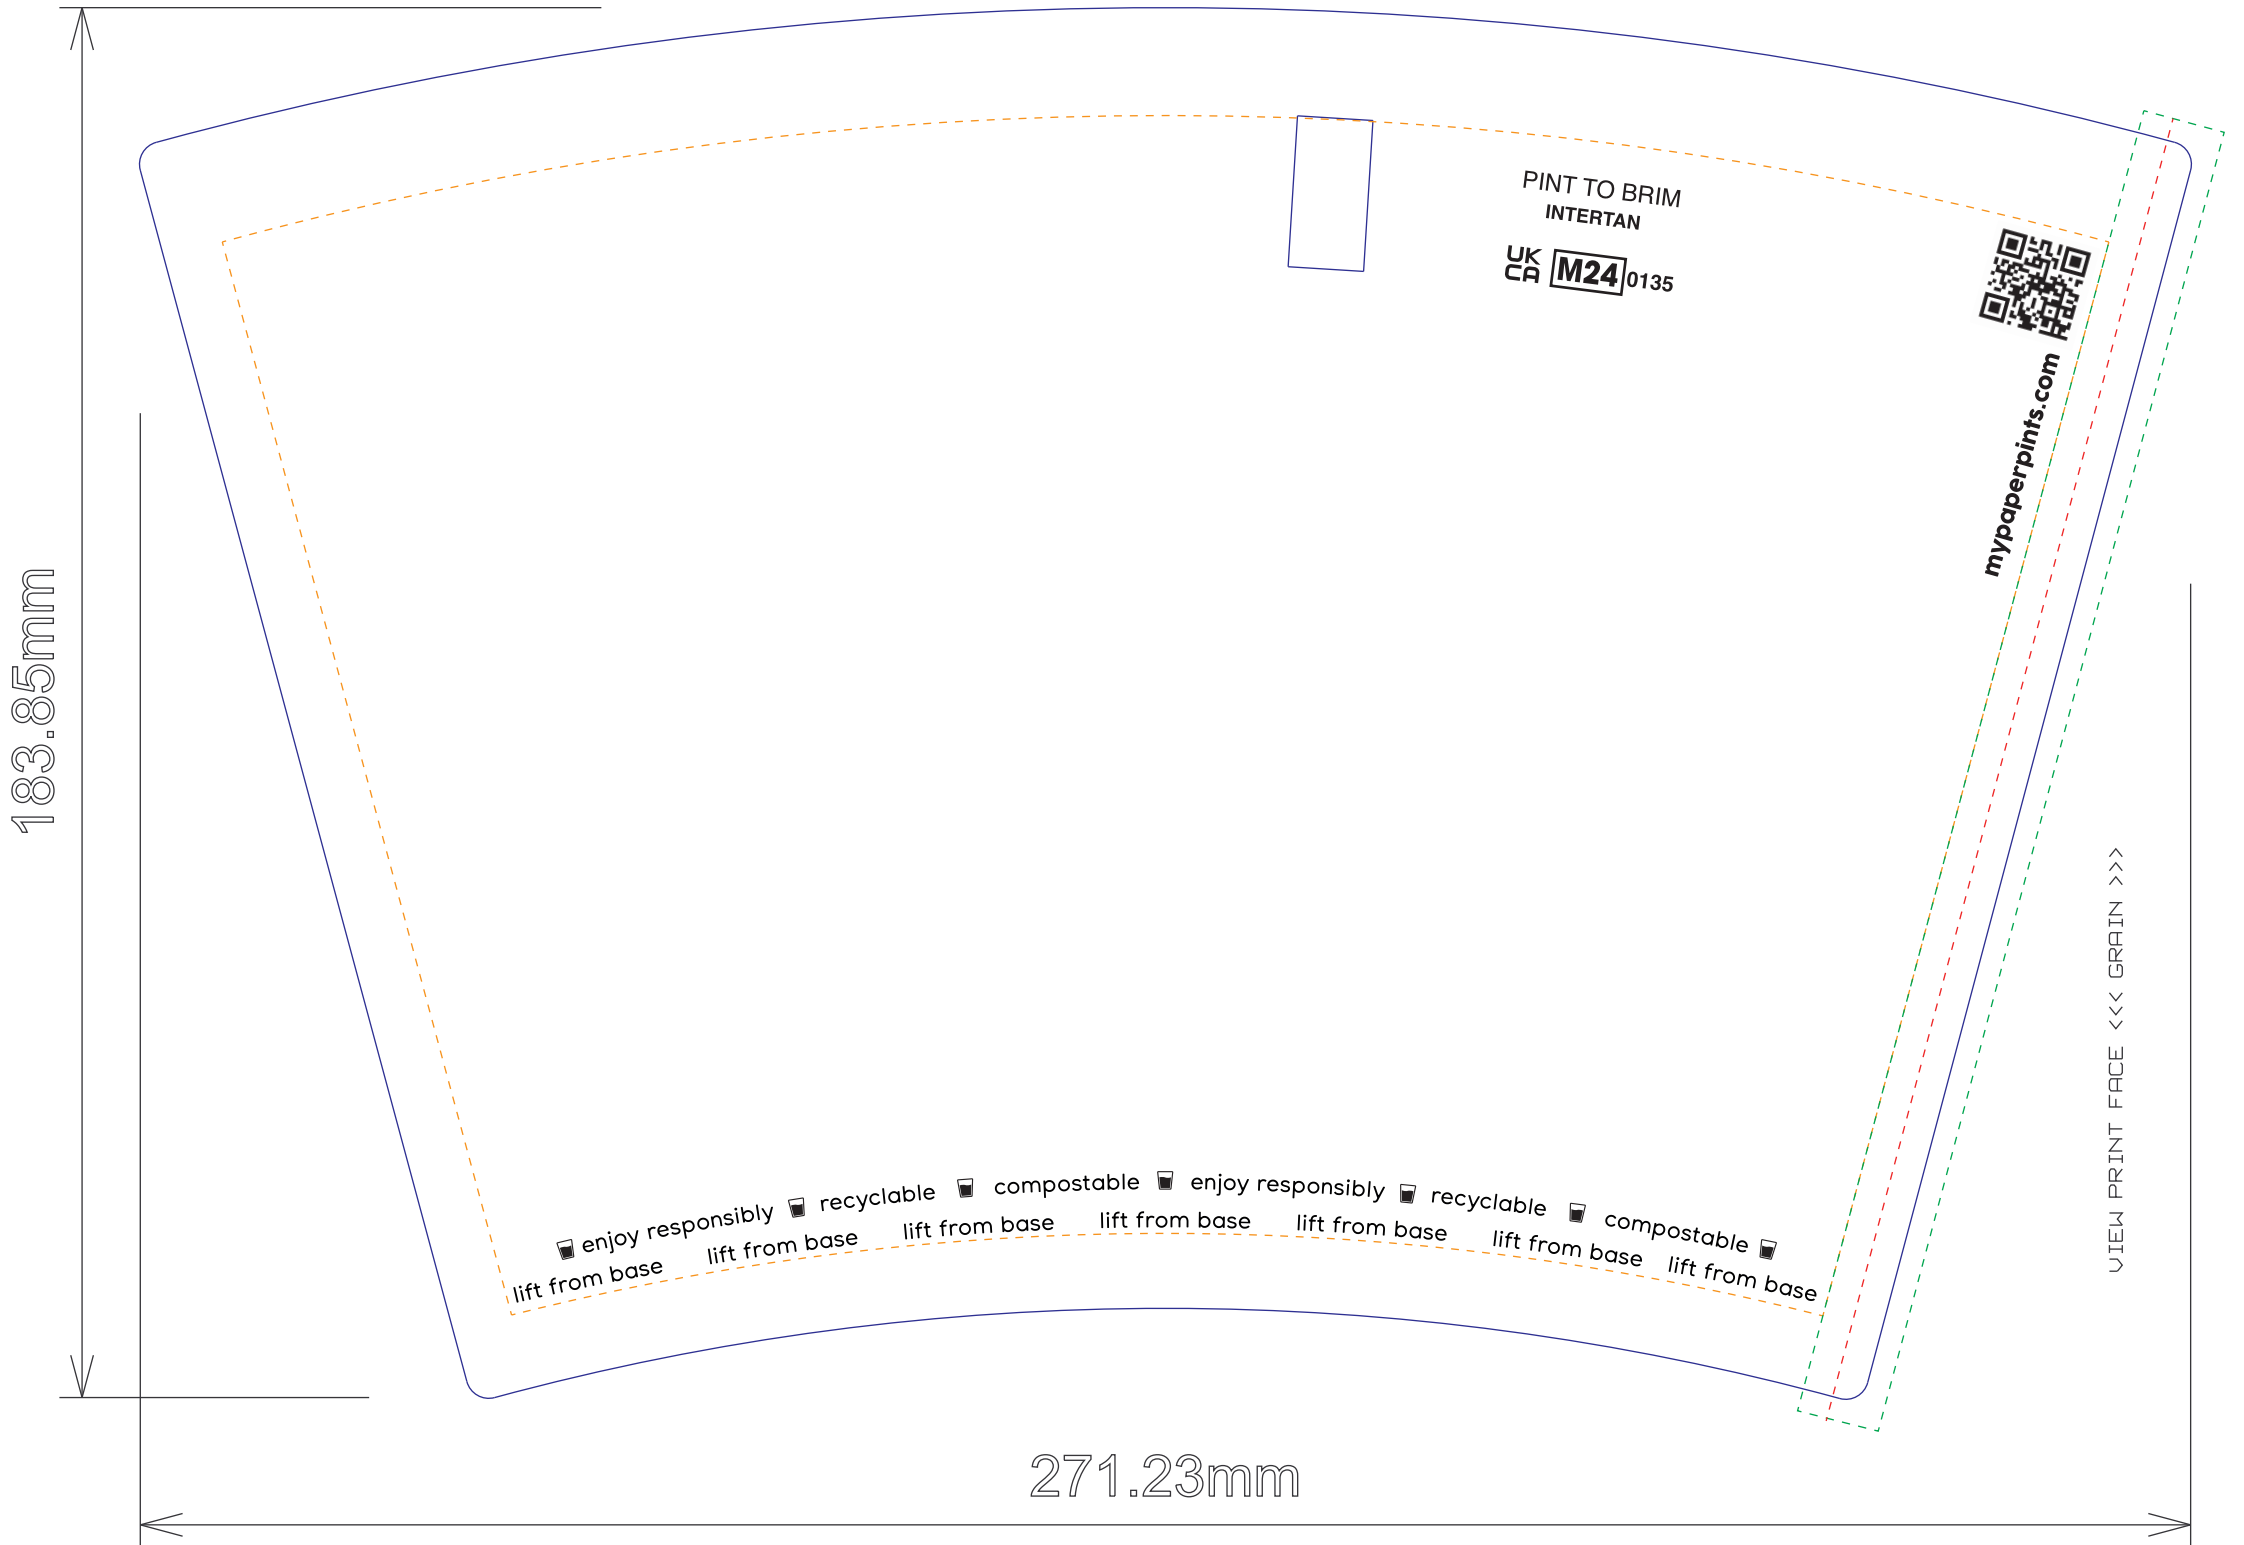 PINT TO BRIM
INTERTAN
UK
CA
M24 0135
mypaperpints.com
183.85mm
VIEW PRINT FACE <<< GRAIN >>>
enjoy responsibly recyclable compostable enjoy responsibly recyclable compostable
lift from base lift from base lift from base lift from base lift from base lift from base lift from base
271.23mm